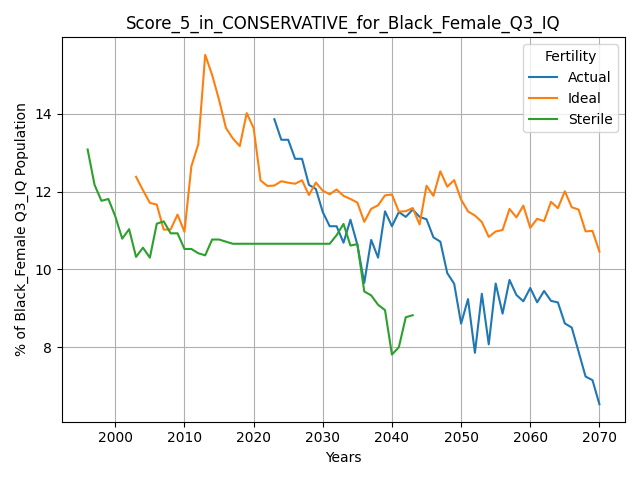 Score_5_in_CONSERVATIVE_for_Black_Female_Q3_IQ
Fertility
Actual
Ideal
Sterile
% of Black_Female Q3_IQ Population
14
12
10
8
2000 2010 2020 2030 2040 2050 2060 2070
Years